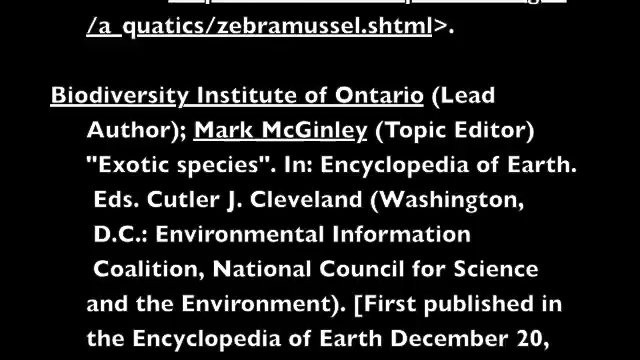 /a_quatics/zebramussel.shtml>.
Biodiversity Institute of Ontario (Lead
Author); Mark McGinley (Topic Editor)
"Exotic species". In: Encyclopedia of Earth.
Eds. Cutler J. Cleveland (Washington,
D.C.: Environmental Information
Coalition, National Council for Science
and the Environment). [First published in
the Encyclopedia of Earth December 20,